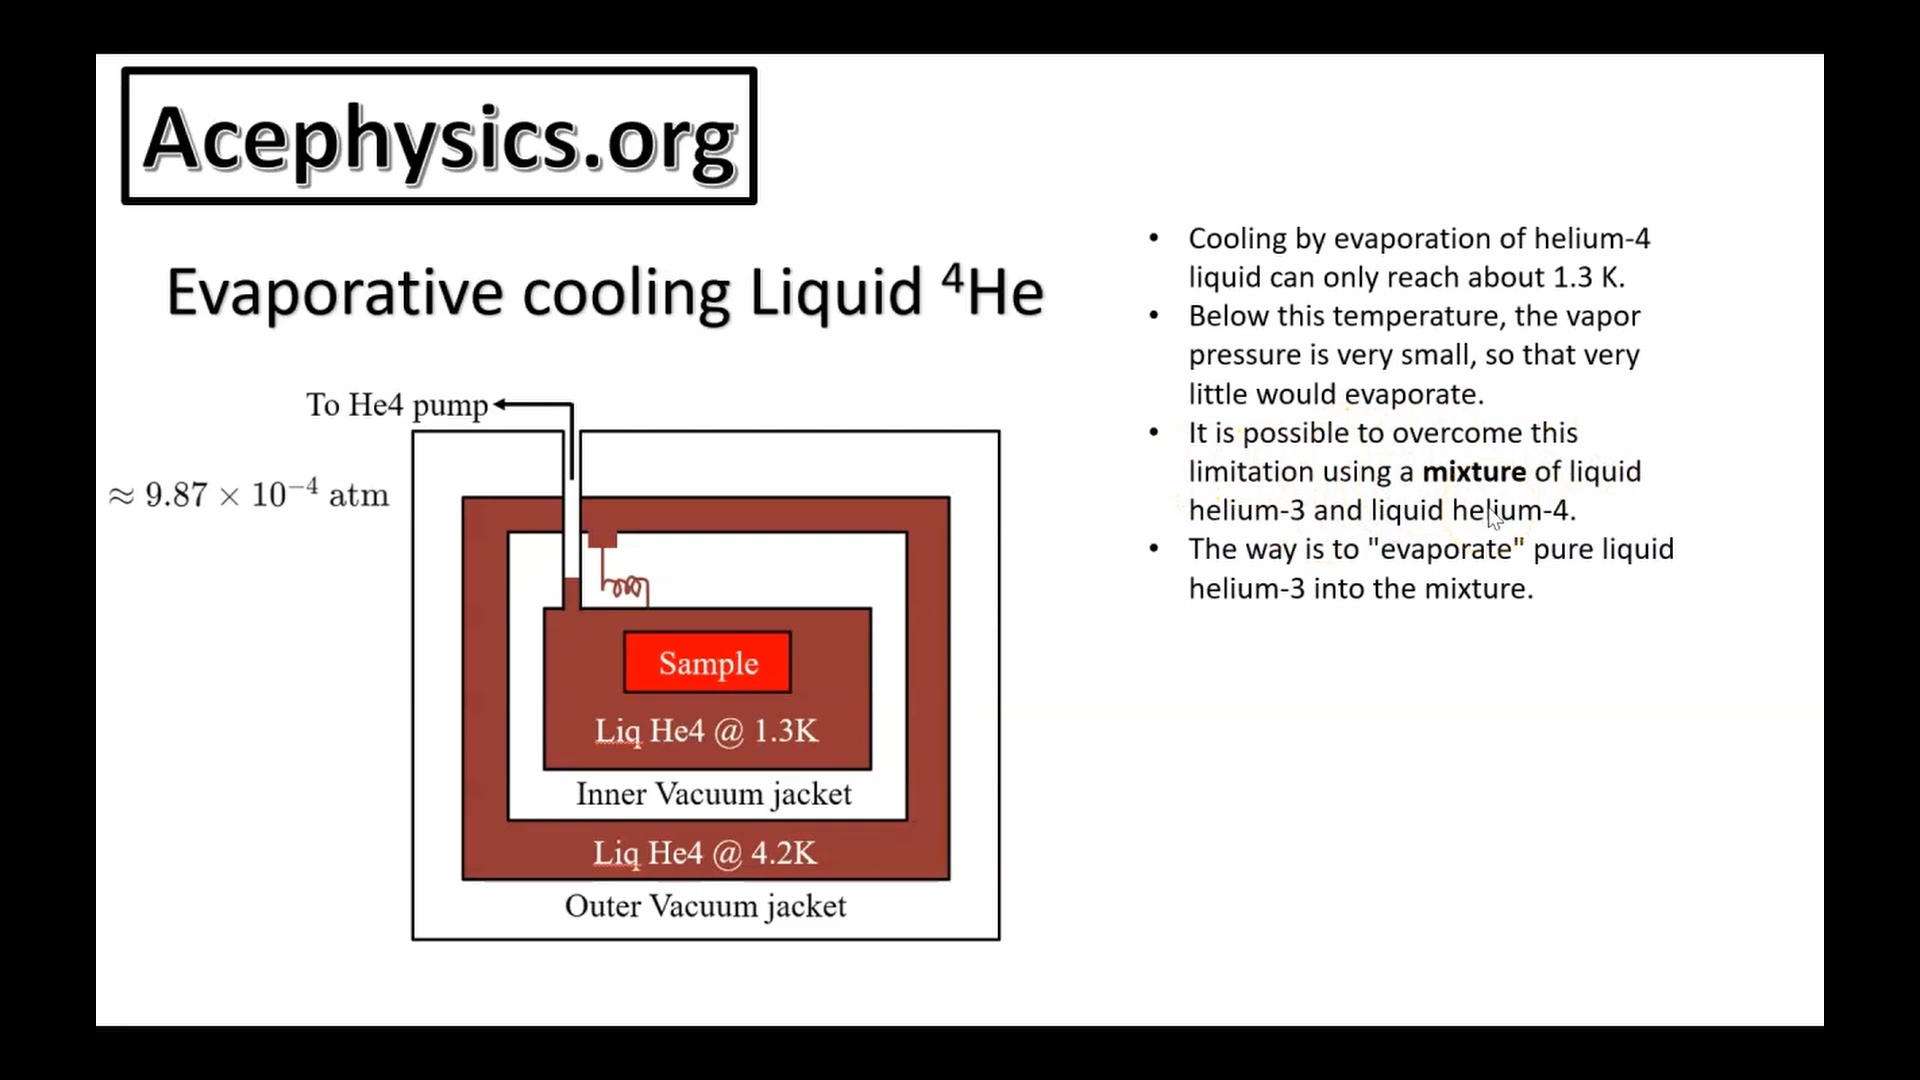 Acephysics.org
Evaporative cooling Liquid ⁴He
To He4 pump
≈ 9.87 × 10⁻⁴ atm
Sample
Liq He4 @ 1.3K
Inner Vacuum jacket
Liq He4 @ 4.2K
Outer Vacuum jacket
• Cooling by evaporation of helium-4
liquid can only reach about 1.3 K.
• Below this temperature, the vapor
pressure is very small, so that very
little would evaporate.
• It is possible to overcome this
limitation using a mixture of liquid
helium-3 and liquid helium-4.
• The way is to "evaporate" pure liquid
helium-3 into the mixture.